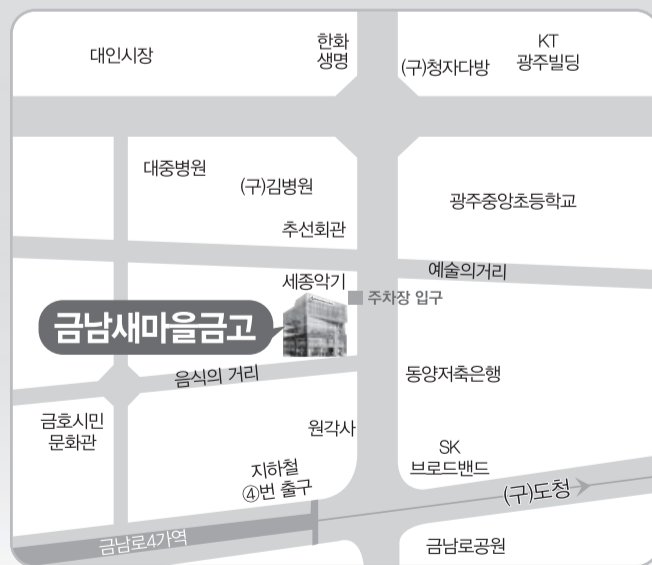 대인시장
한화
생명
(구)청자다방
KT
광주빌딩
대중병원
(구)김병원
추선회관
광주중앙초등학교
예술의거리
세종악기
주차장 입구
금남새마을금고
음식의 거리
동양저축은행
금호시민
문화관
원각사
지하철
④번 출구
SK
브로드밴드
(구)도청
금남로4가역
금남로공원